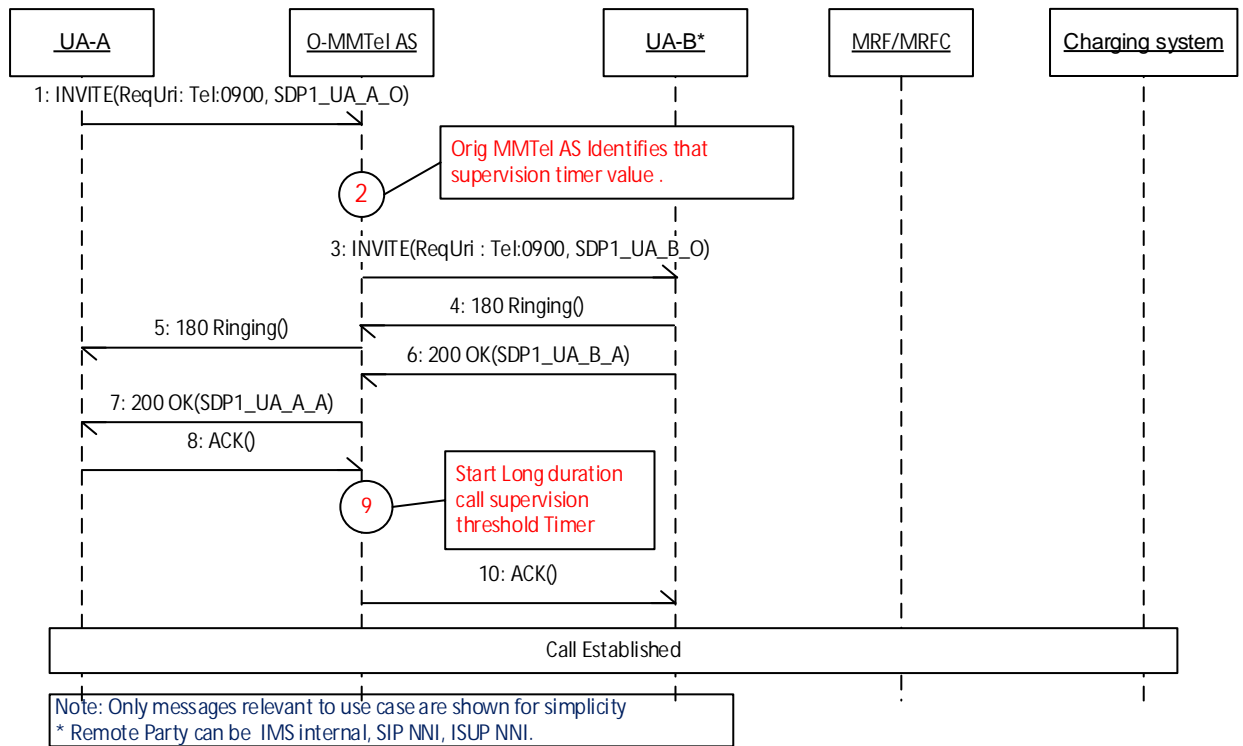 UA-A
O-MMTel AS
UA-B*
MRF/MRFC
Charging system
1: INVITE(ReqUri: Tel:0900, SDP1_UA_A_O)
Orig MMTel AS Identifies that
supervision timer value .
2
3: INVITE(ReqUri : Tel:0900, SDP1_UA_B_O)
4: 180 Ringing()
5: 180 Ringing()
6: 200 OK(SDP1_UA_B_A)
7: 200 OK(SDP1_UA_A_A)
8: ACK()
Start Long duration
call supervision
threshold Timer
9
10: ACK()
Call Established
Note: Only messages relevant to use case are shown for simplicity
* Remote Party can be IMS internal, SIP NNI, ISUP NNI.